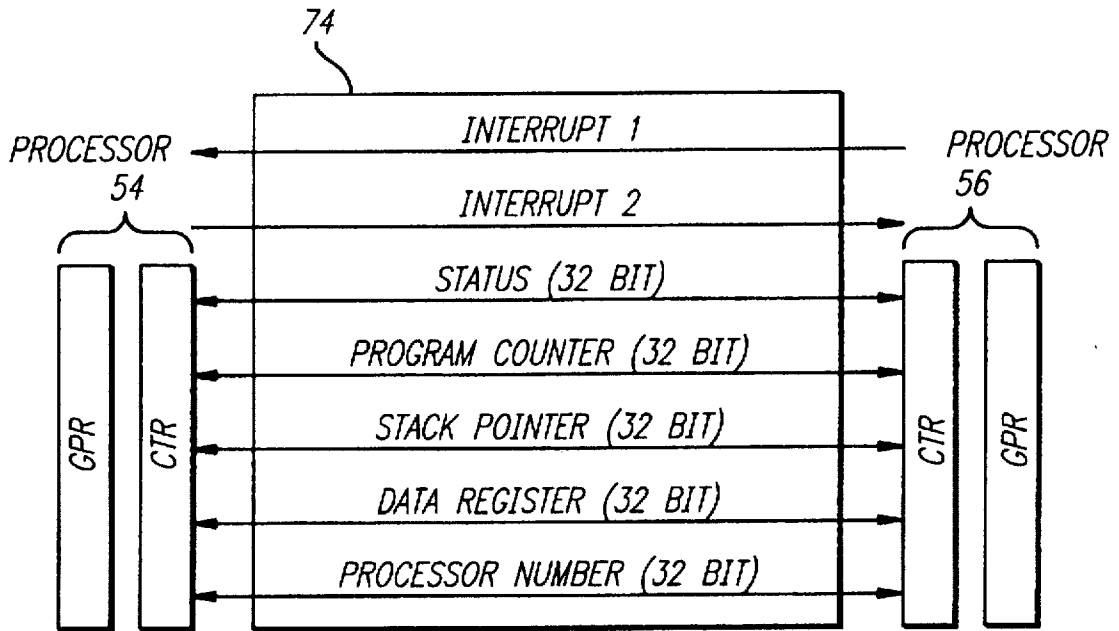 74
INTERRUPT 1
PROCESSOR
54
PROCESSOR
56
INTERRUPT 2
STATUS (32 BIT)
PROGRAM COUNTER (32 BIT)
STACK POINTER (32 BIT)
DATA REGISTER (32 BIT)
PROCESSOR NUMBER (32 BIT)
GPR
CTR
CTR
GPR